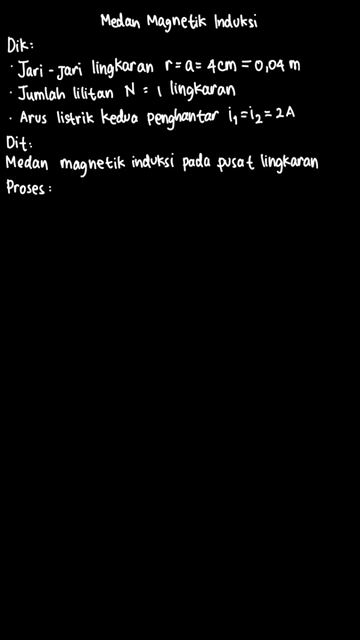 Medan Magnetik Induksi
Dik:
· Jari-jari lingkaran r = a = 4cm = 0,04 m
· Jumlah lilitan N = 1 lingkaran
· Arus listrik kedua penghantar i₁ = i₂ = 2A
Dit:
Medan magnetik induksi pada pusat lingkaran
Proses: